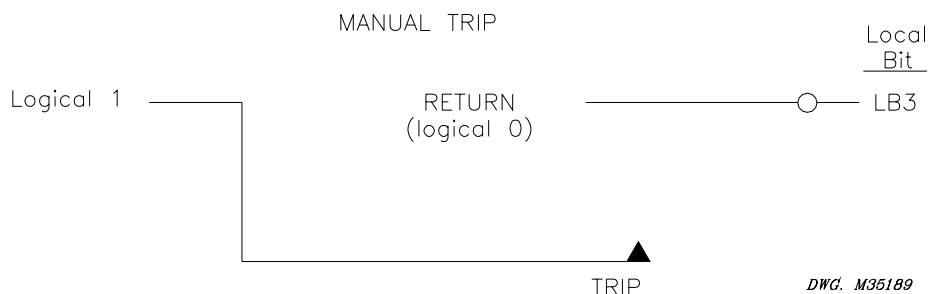 MANUAL TRIP
Local
Bit
Logical 1
RETURN
(logical 0)
LB3
TRIP
DWG. M35189